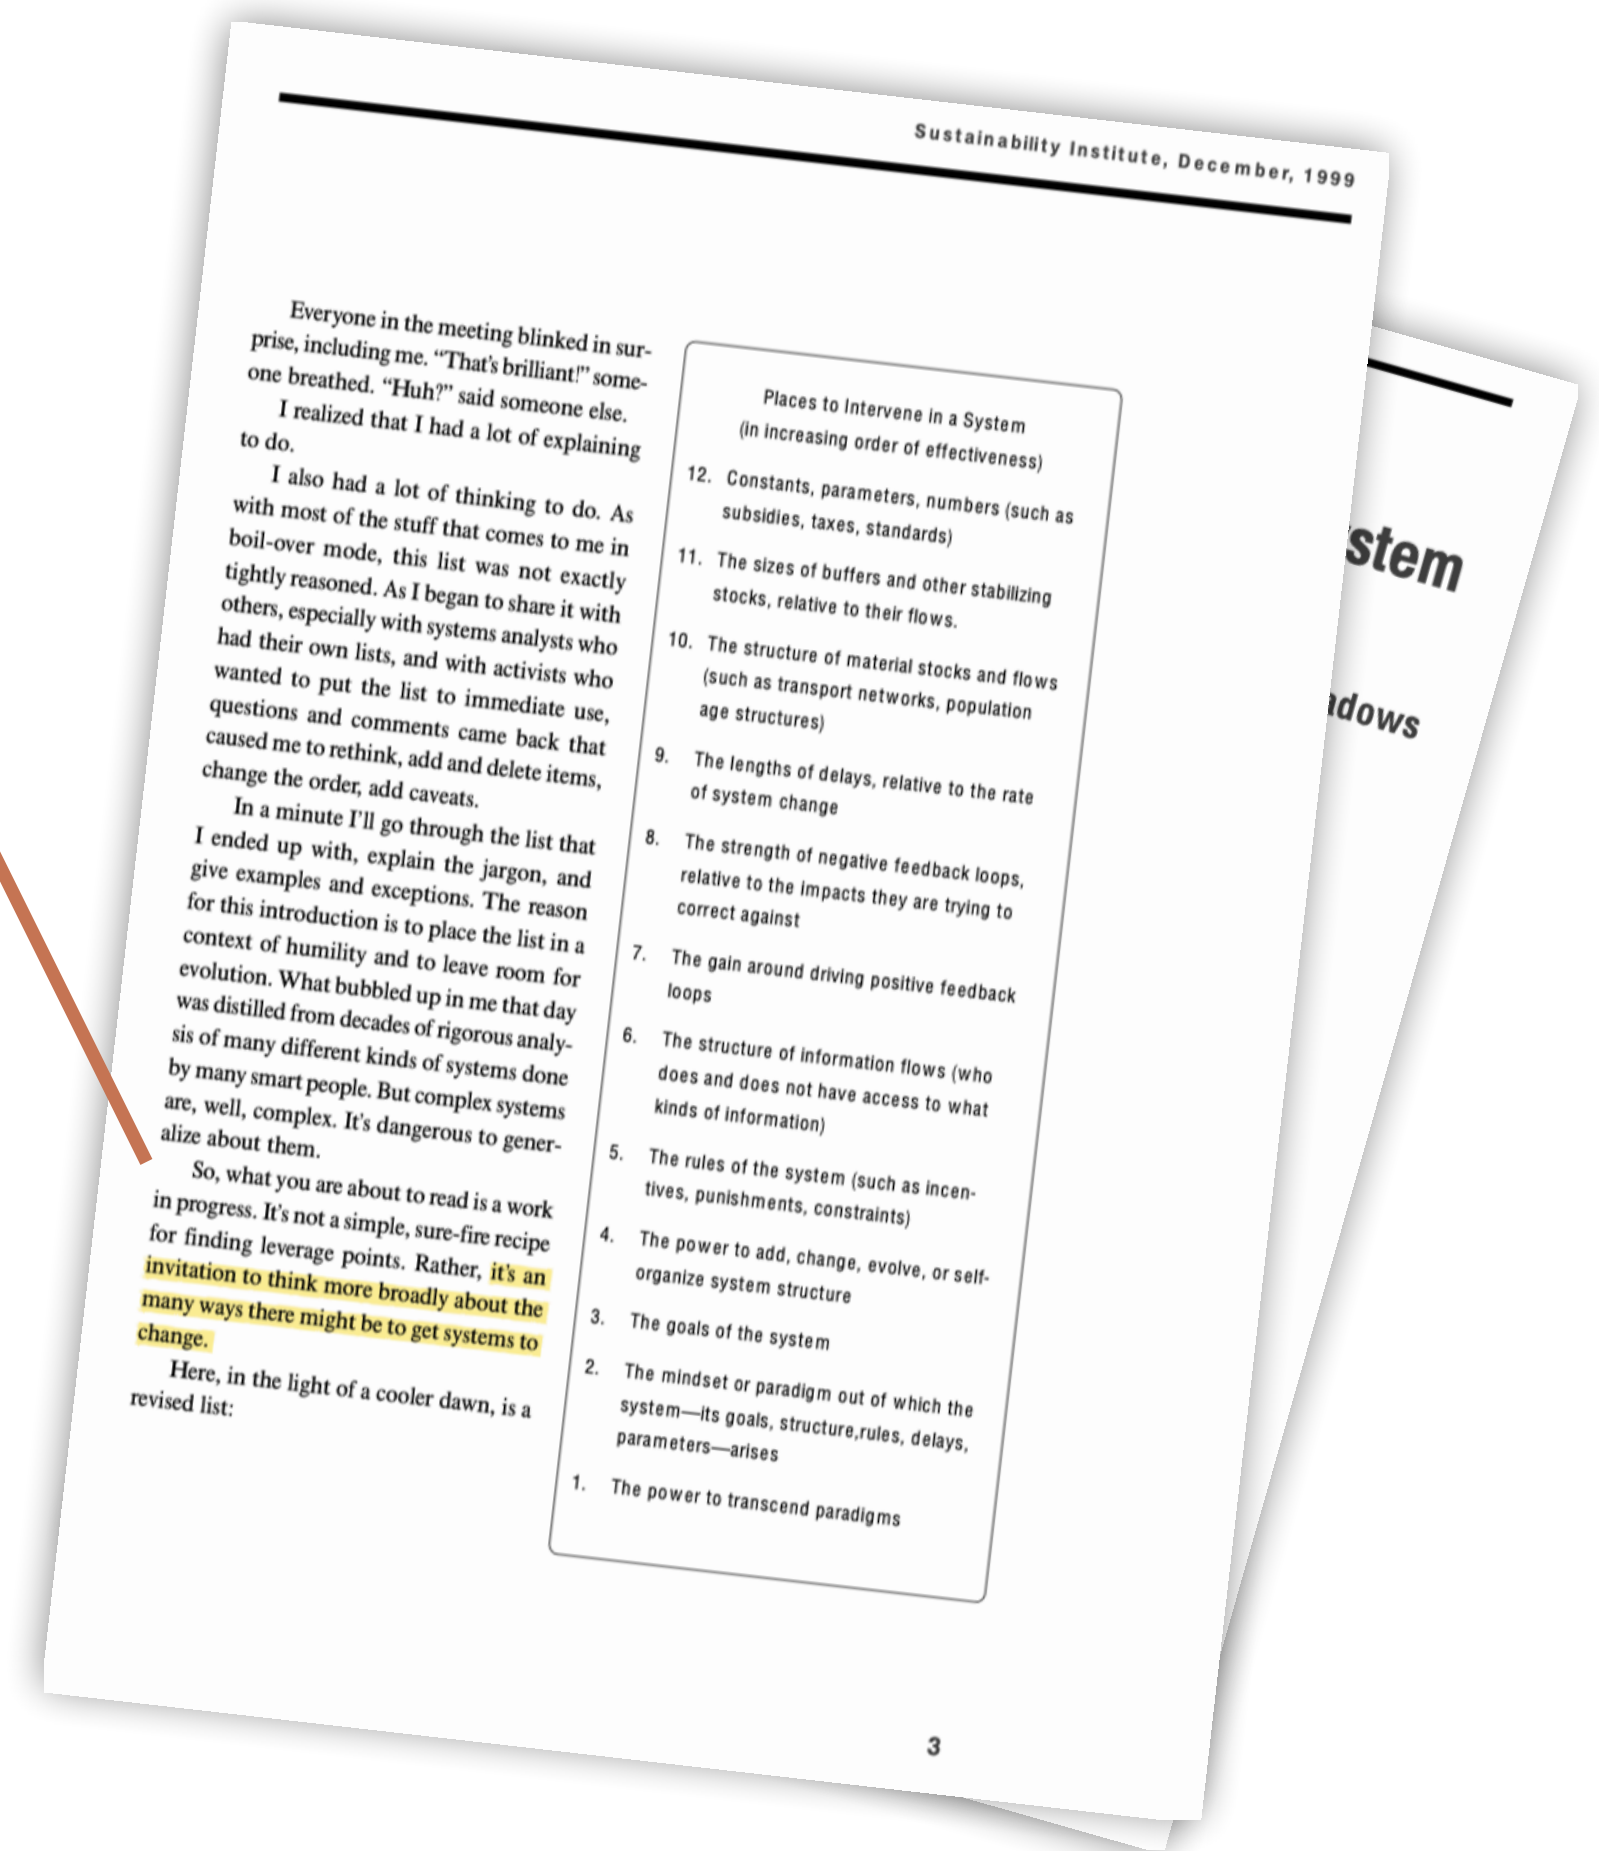 Sustainability Institute, December, 1999
Everyone in the meeting blinked in sur-
prise, including me. “That’s brilliant!” some-
one breathed. “Huh?” said someone else.
I realized that I had a lot of explaining
to do.
I also had a lot of thinking to do. As
with most of the stuff that comes to me in
boil-over mode, this list was not exactly
tightly reasoned. As I began to share it with
others, especially with systems analysts who
had their own lists, and with activists who
wanted to put the list to immediate use,
questions and comments came back that
caused me to rethink, add and delete items,
change the order, add caveats.
In a minute I’ll go through the list that
I ended up with, explain the jargon, and
give examples and exceptions. The reason
for this introduction is to place the list in a
context of humility and to leave room for
evolution. What bubbled up in me that day
was distilled from decades of rigorous analy-
sis of many different kinds of systems done
by many smart people. But complex systems
are, well, complex. It’s dangerous to gener-
alize about them.
So, what you are about to read is a work
in progress. It’s not a simple, sure-fire recipe
for finding leverage points. Rather, it’s an
invitation to think more broadly about the
many ways there might be to get systems to
change.
Here, in the light of a cooler dawn, is a
revised list:
Places to Intervene in a System
(in increasing order of effectiveness)
12. Constants, parameters, numbers (such as
subsidies, taxes, standards)
11. The sizes of buffers and other stabilizing
stocks, relative to their flows.
10. The structure of material stocks and flows
(such as transport networks, population
age structures)
9. The lengths of delays, relative to the rate
of system change
8. The strength of negative feedback loops,
relative to the impacts they are trying to
correct against
7. The gain around driving positive feedback
loops
6. The structure of information flows (who
does and does not have access to what
kinds of information)
5. The rules of the system (such as incen-
tives, punishments, constraints)
4. The power to add, change, evolve, or self-
organize system structure
3. The goals of the system
2. The mindset or paradigm out of which the
system—its goals, structure,rules, delays,
parameters—arises
1. The power to transcend paradigms
3
stem
adows